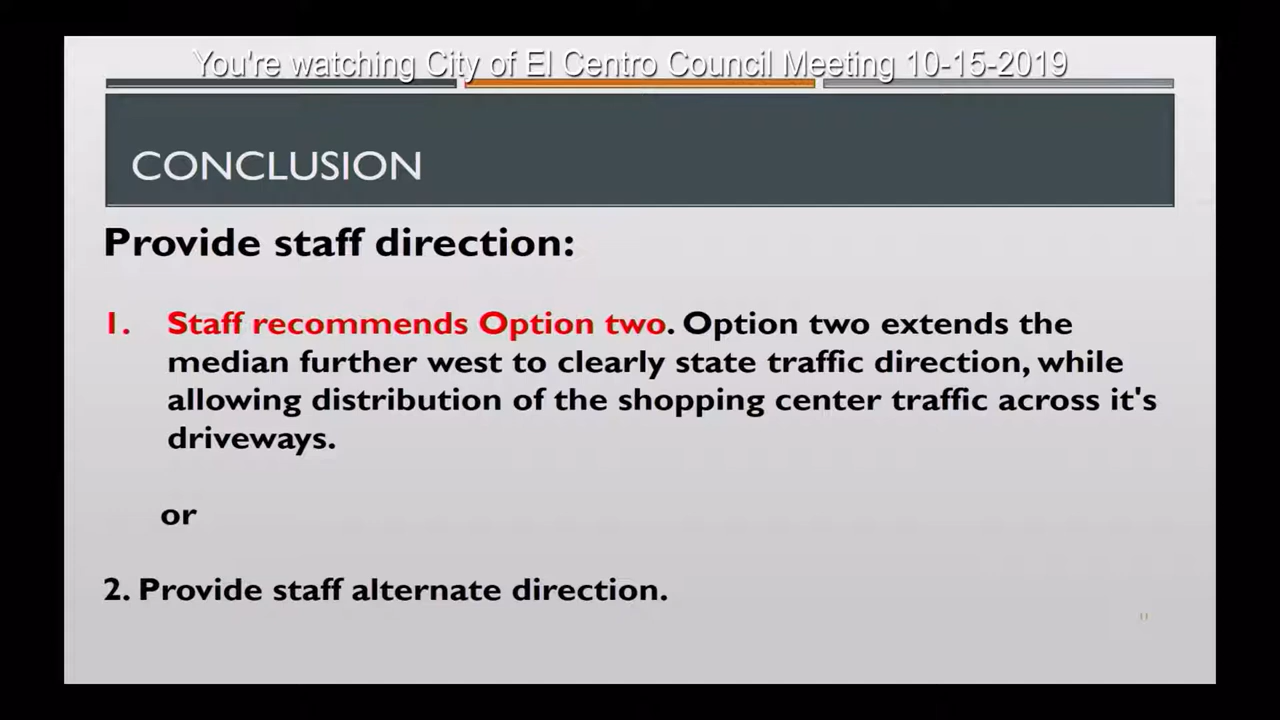 You're watching City of El Centro Council Meeting 10-15-2019
CONCLUSION
Provide staff direction:
1. Staff recommends Option two. Option two extends the
median further west to clearly state traffic direction, while
allowing distribution of the shopping center traffic across it's
driveways.
or
2. Provide staff alternate direction.
11